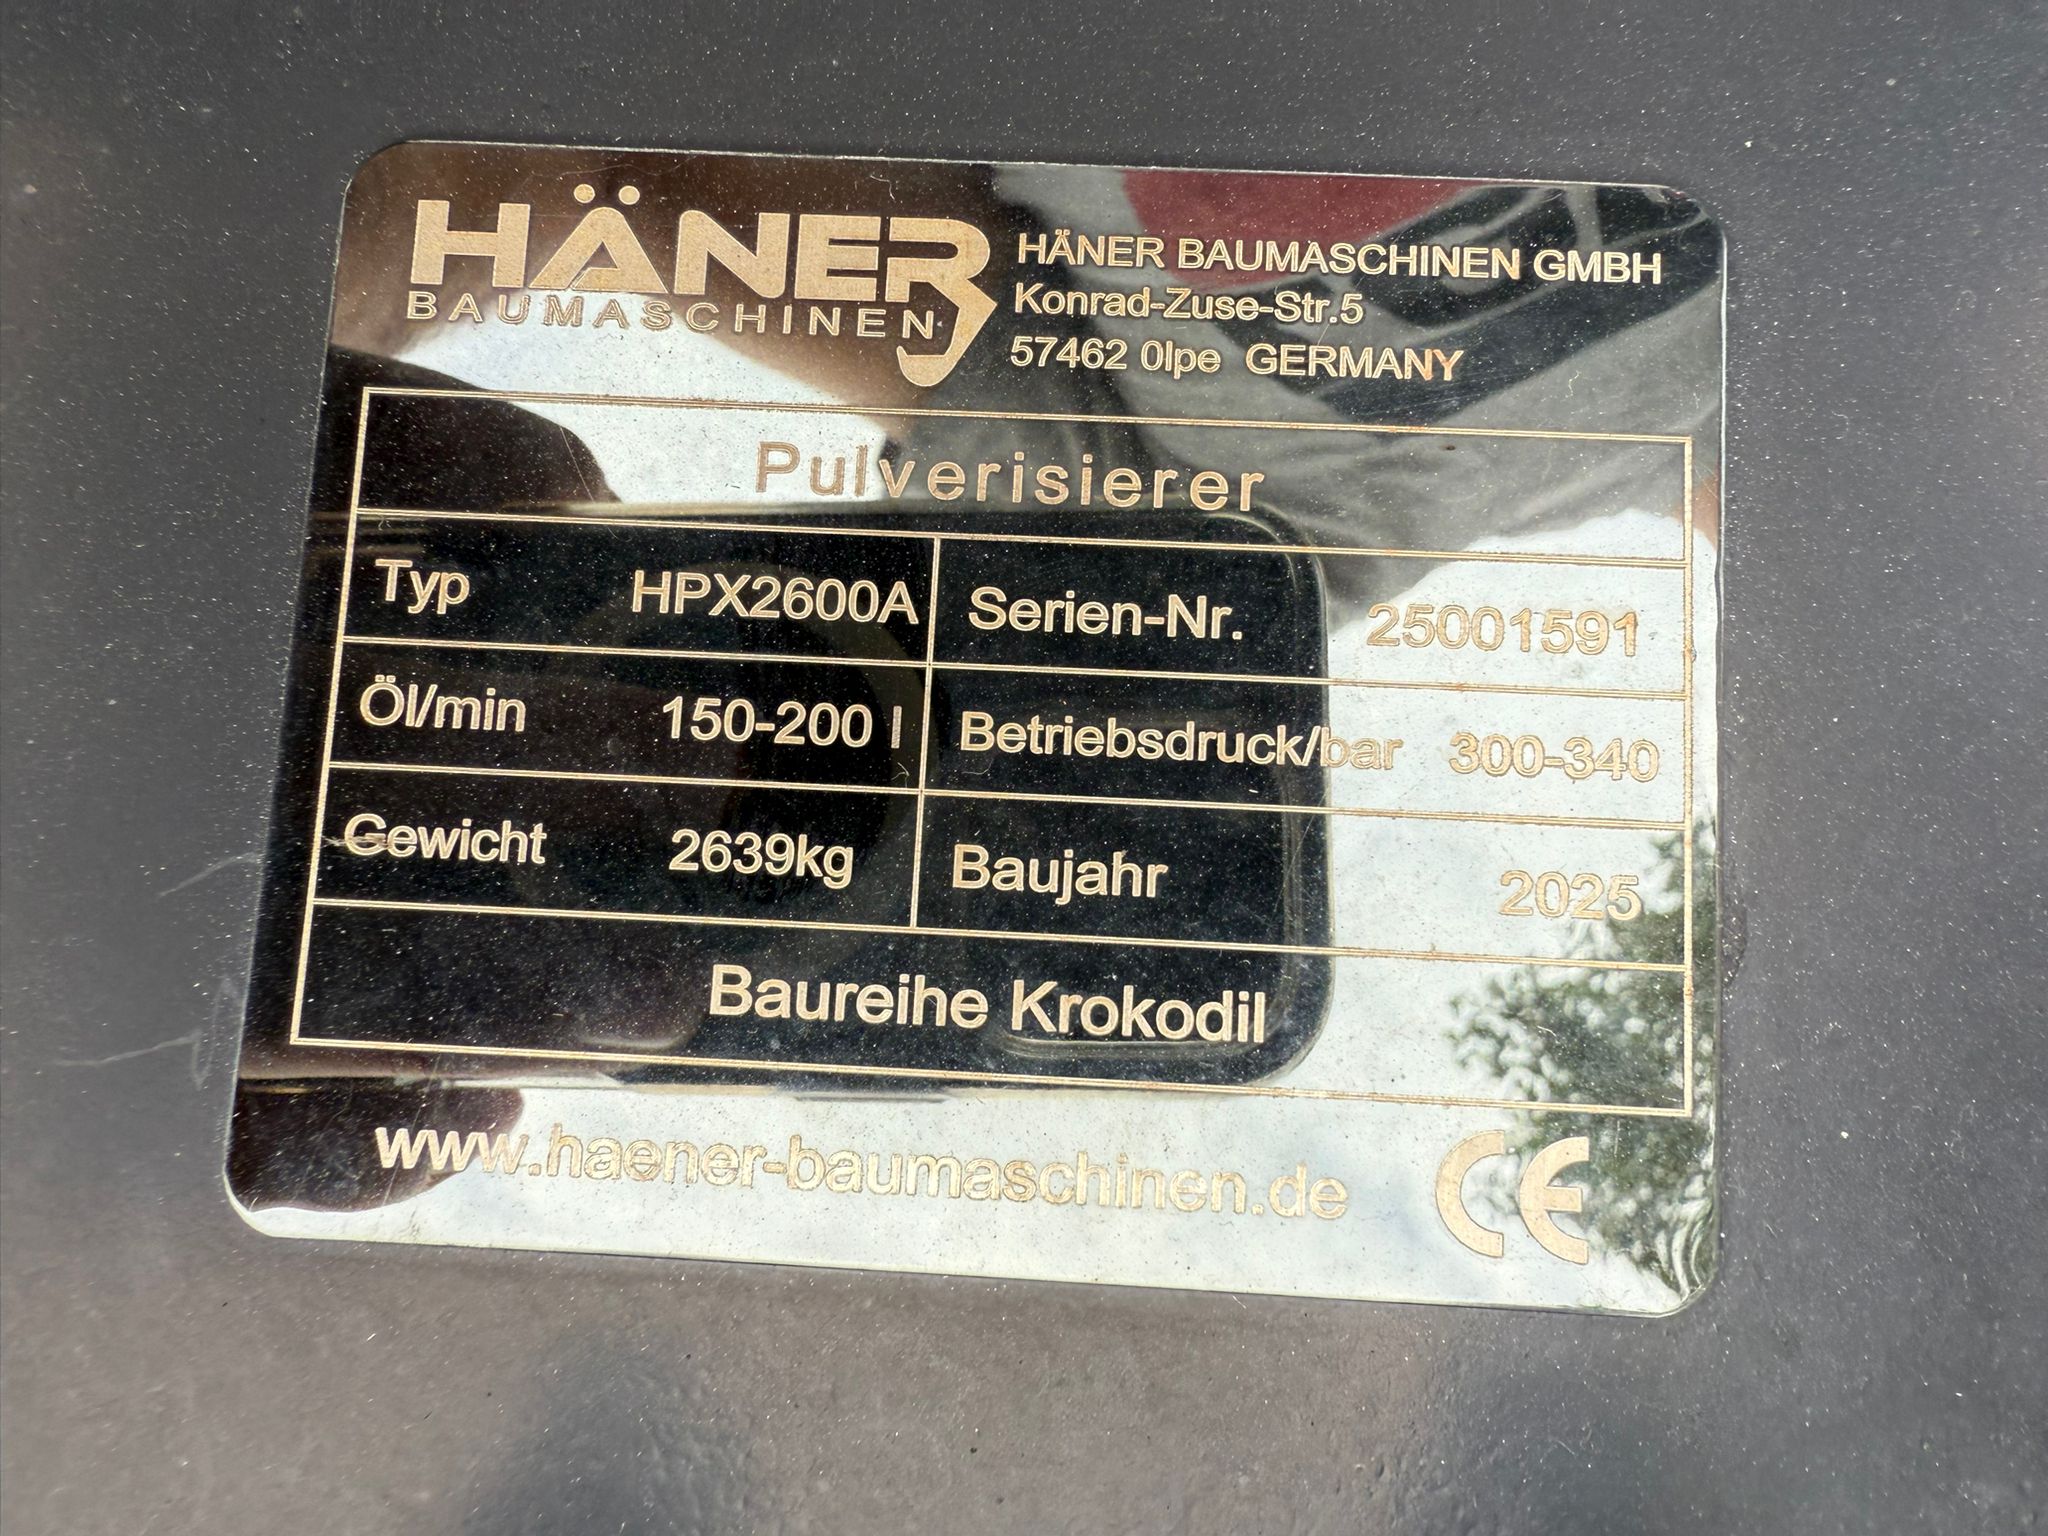 HÄNER
BAUMASCHINEN
HÄNER BAUMASCHINEN GMBH
Konrad-Zuse-Str.5
57462 Olpe GERMANY
Pulverisierer
Typ HPX2600A Serien-Nr. 25001591
Öl/min 150-200 l Betriebsdruck/bar 300-340
Gewicht 2639kg Baujahr 2025
Baureihe Krokodil
www.haener-baumaschinen.de CE